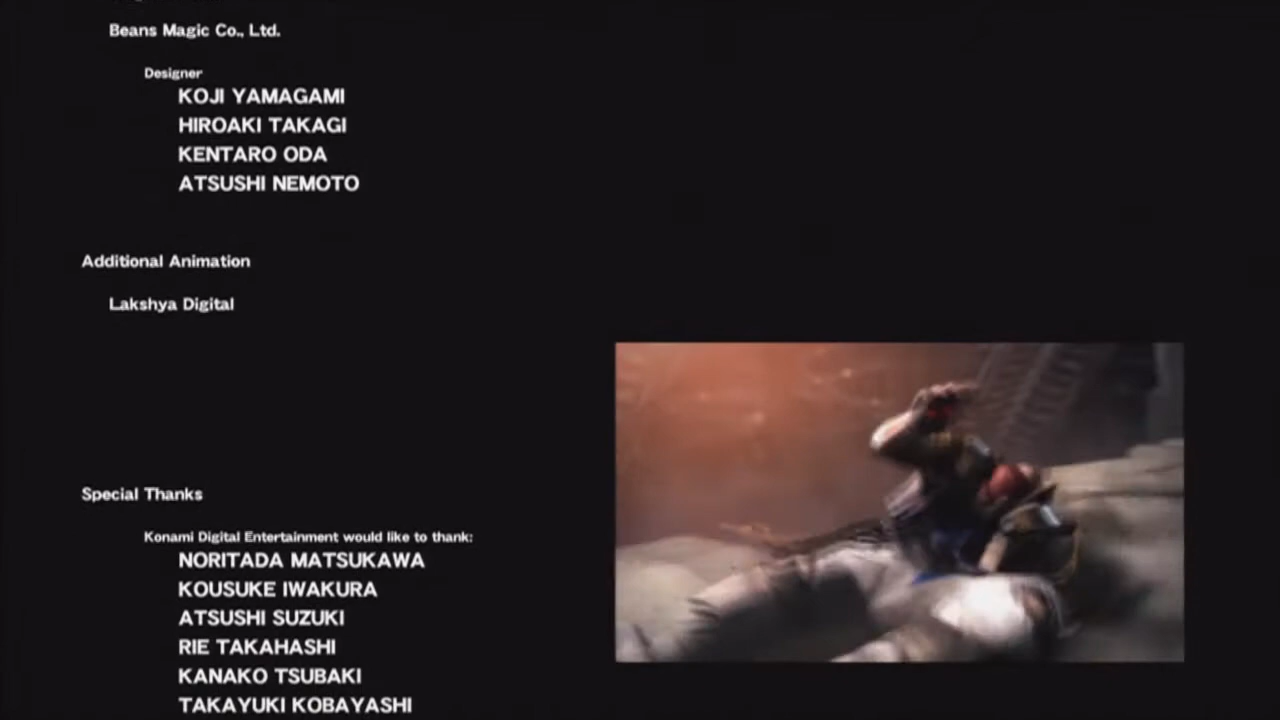 Beans Magic Co., Ltd.
Designer
KOJI YAMAGAMI
HIROAKI TAKAGI
KENTARO ODA
ATSUSHI NEMOTO
Additional Animation
Lakshya Digital
Special Thanks
Konami Digital Entertainment would like to thank:
NORITADA MATSUKAWA
KOUSUKE IWAKURA
ATSUSHI SUZUKI
RIE TAKAHASHI
KANAKO TSUBAKI
TAKAYUKI KOBAYASHI